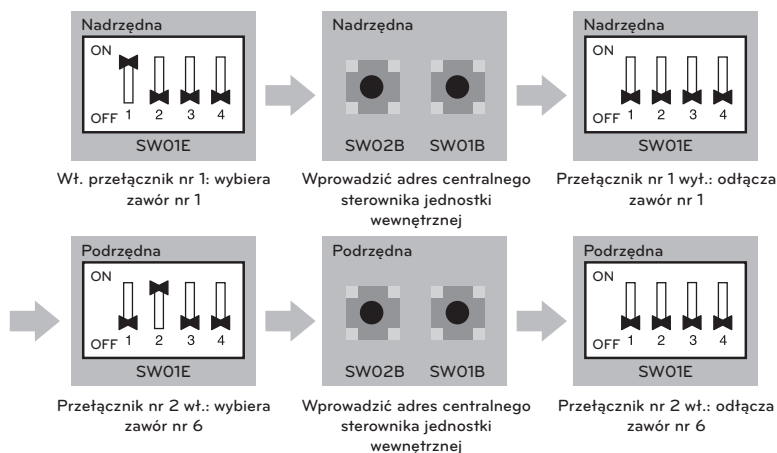 Nadrzędna
ON
OFF 1 2 3 4
SW01E
Wł. przełącznik nr 1: wybiera
zawór nr 1
Nadrzędna
SW02B SW01B
Wprowadzić adres centralnego
sterownika jednostki
wewnętrznej
Nadrzędna
ON
OFF 1 2 3 4
SW01E
Przełącznik nr 1 wył.: odłącza
zawór nr 1
Podrzędna
ON
OFF 1 2 3 4
SW01E
Przełącznik nr 2 wł.: wybiera
zawór nr 6
Podrzędna
SW02B SW01B
Wprowadzić adres centralnego
sterownika jednostki
wewnętrznej
Podrzędna
ON
OFF 1 2 3 4
SW01E
Przełącznik nr 2 wł.: odłącza
zawór nr 6